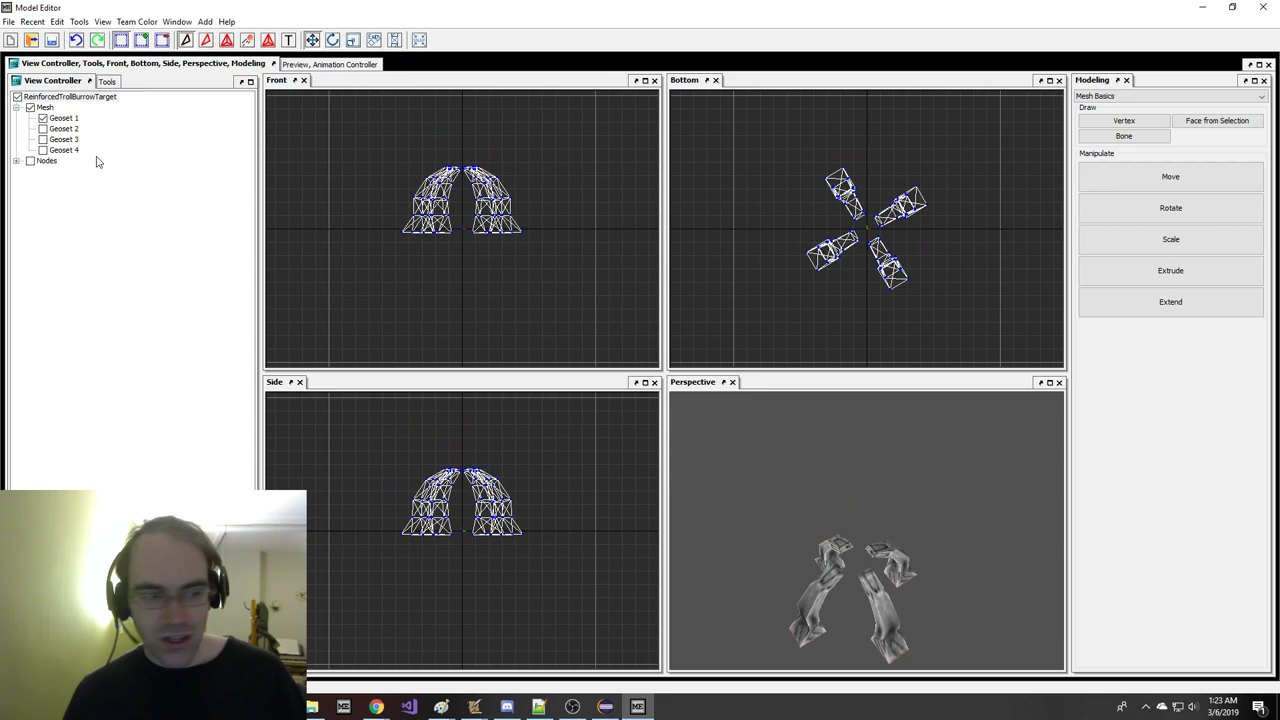 Model Editor
File Recent Edit Tools View Team Color Window Add Help
View Controller, Tools, Front, Bottom, Side, Perspective, Modeling
Preview, Animation Controller
View Controller
Tools
Front
Bottom
Modeling
ReinforcedTrollBurrowTarget
Mesh
Geoset 1
Geoset 2
Geoset 3
Geoset 4
Nodes
Mesh Basics
Draw
Vertex
Face from Selection
Bone
Manipulate
Move
Rotate
Scale
Extrude
Extend
Side
Perspective
ME
ME
1:23 AM
3/6/2019